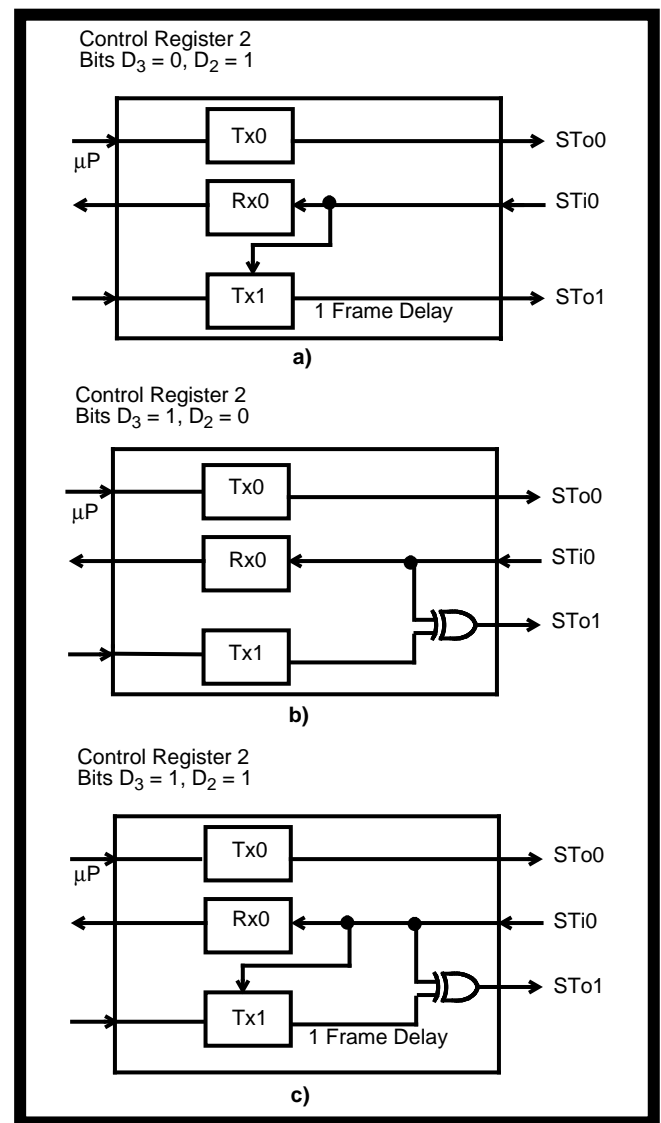 Control Register 2
Bits D3 = 0, D2 = 1
Tx0
STo0
μP
Rx0
STi0
Tx1
STo1
1 Frame Delay
a)
Control Register 2
Bits D3 = 1, D2 = 0
Tx0
STo0
μP
Rx0
STi0
STo1
Tx1
b)
Control Register 2
Bits D3 = 1, D2 = 1
Tx0
STo0
μP
Rx0
STi0
STo1
Tx1
1 Frame Delay
c)